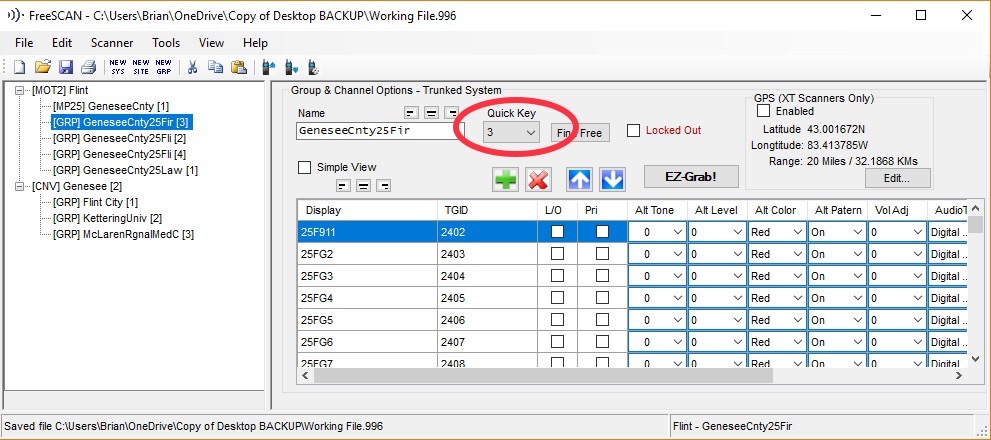 FreeSCAN - C:\Users\Brian\OneDrive\Copy of Desktop BACKUP\Working File.996
File Edit Scanner Tools View Help
NEW SYS NEW SITE NEW GRP
[MOT2] Flint
[MP25] GeneseeCnty [1]
[GRP] GeneseeCnty25Fir [3]
[GRP] GeneseeCnty25Fli [2]
[GRP] GeneseeCnty25Fli [4]
[GRP] GeneseeCnty25Law [1]
[CNV] Genesee [2]
[GRP] Flint City [1]
[GRP] KetteringUniv [2]
[GRP] McLarenRgnalMedC [3]
Group & Channel Options - Trunked System
Name Quick Key
GeneseeCnty25Fir 3 Find Free Locked Out
GPS (XT Scanners Only)
Enabled
Latitude 43.001672N
Longtitude: 83.413785W
Range: 20 Miles / 32.1868 KMs
Edit...
Simple View
EZ-Grab!
Display TGID L/O Pri Alt Tone Alt Level Alt Color Alt Patern Vol Adj AudioT
25F911 2402 0 0 Red On 0 Digital ..
25FG2 2403 0 0 Red On 0 Digital ..
25FG3 2404 0 0 Red On 0 Digital ..
25FG4 2405 0 0 Red On 0 Digital ..
25FG5 2406 0 0 Red On 0 Digital ..
25FG6 2407 0 0 Red On 0 Digital ..
25FG7 2408 0 0 Red On 0 Digital ..
Saved file C:\Users\Brian\OneDrive\Copy of Desktop BACKUP\Working File.996 Flint - GeneseeCnty25Fir